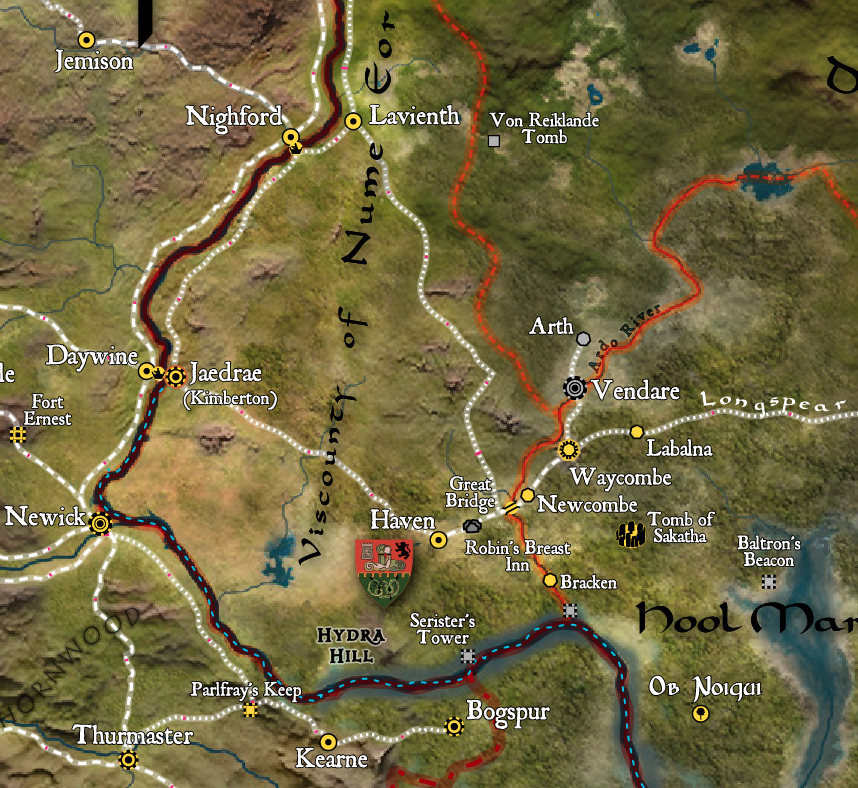 Jemison
Nighford
Lavienth
Von Reiklande
Tomb
Viscounty of Nume Eor
Arth
Ardo River
Daywine
Jaedrae
(Kimberton)
Vendare
Longspear
Fort
Ernest
Labalna
Waycombe
Great
Bridge
Newcombe
Newick
Haven
Robin's Breast
Inn
Tomb of
Sakatha
Baltron's
Beacon
Bracken
Hool Mar
Serister's
Tower
HYDRA
HILL
HORNWOOD
Parlfray's Keep
Ob Noiqui
Bogspur
Thurmaster
Kearne